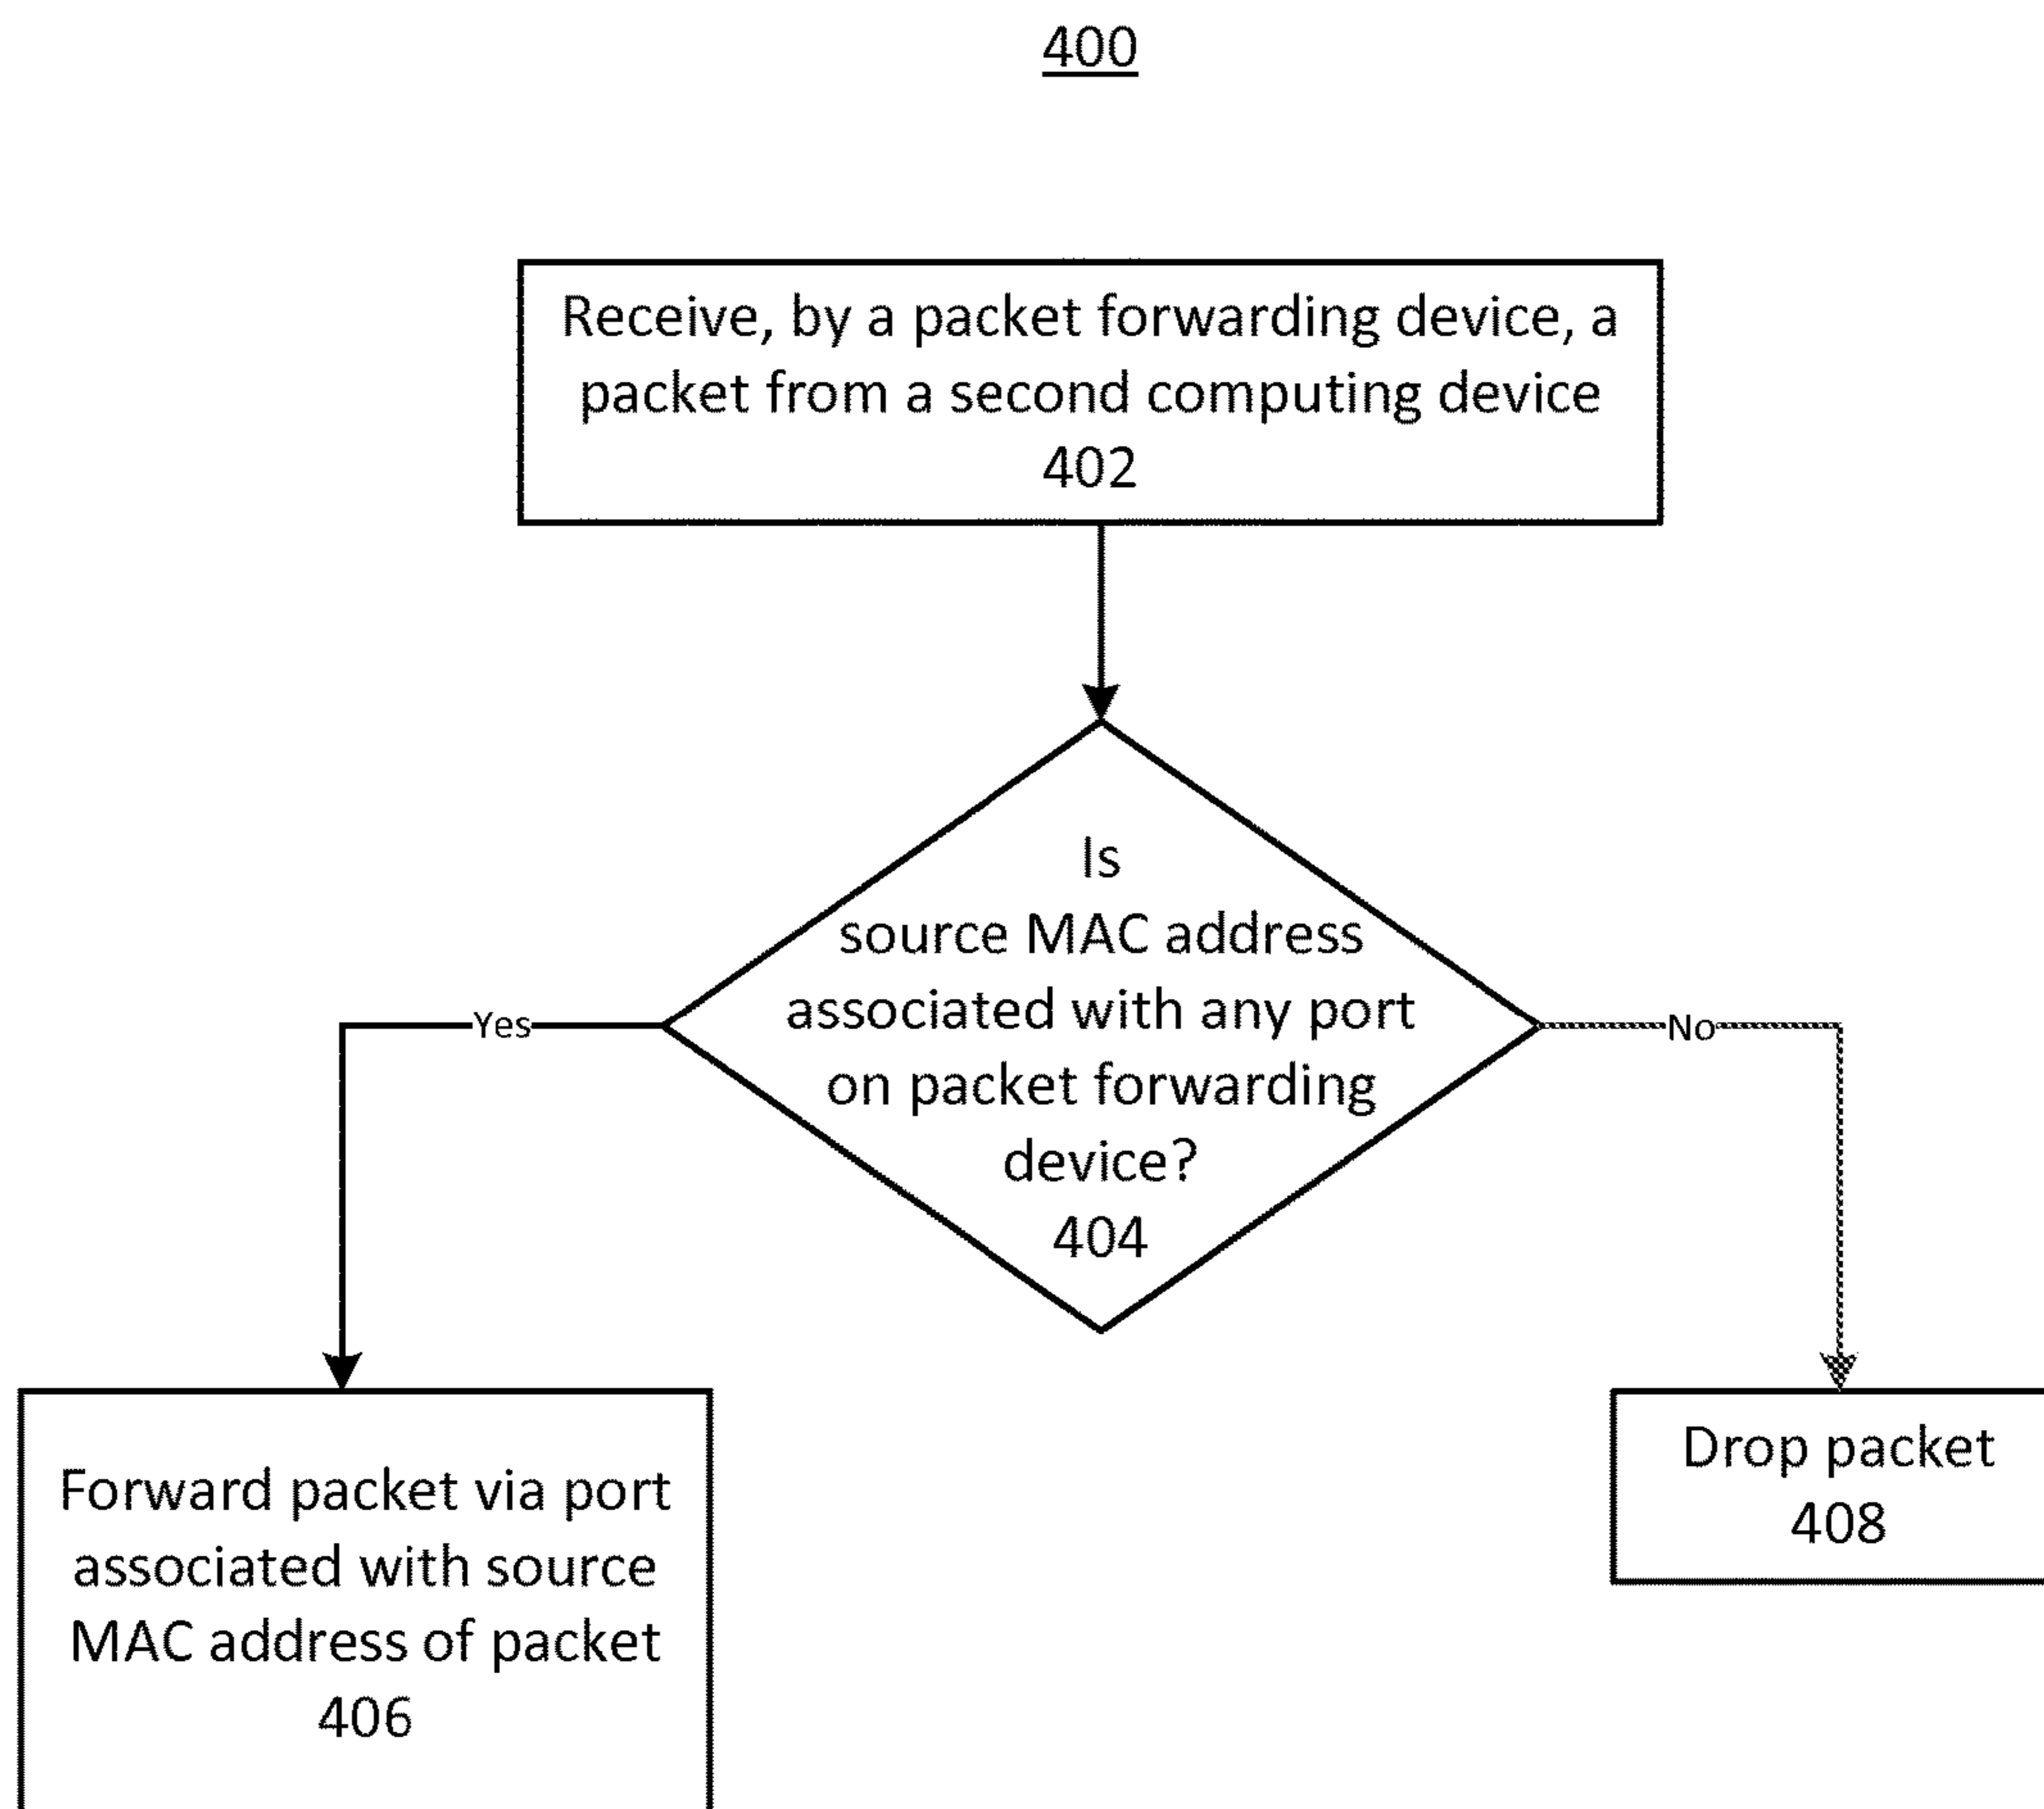 400
Receive, by a packet forwarding device, a
packet from a second computing device
402
Is
source MAC address
associated with any port
on packet forwarding
device?
404
Yes
No
Forward packet via port
associated with source
MAC address of packet
406
Drop packet
408